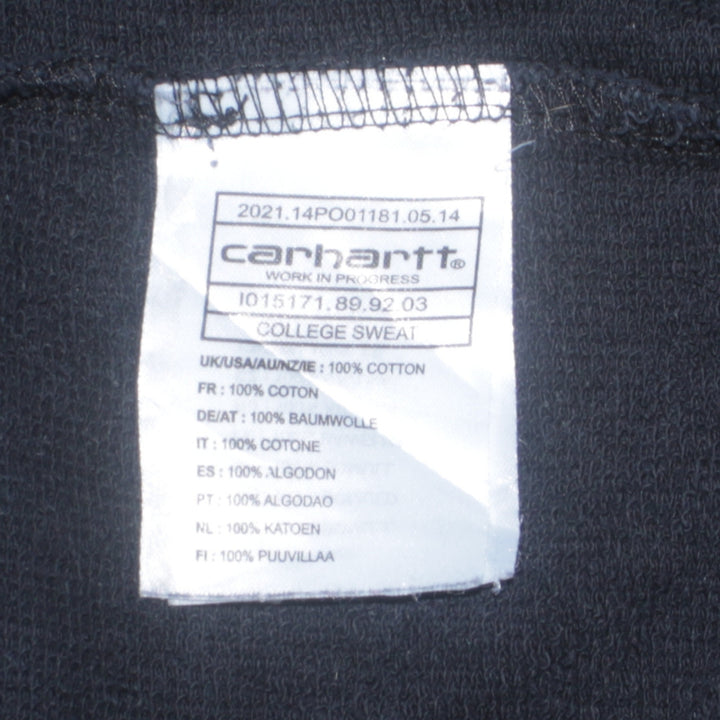 2021.14PO01181.05.14
carhartt®
WORK IN PROGRESS
I015171.89.92.03
COLLEGE SWEAT
UK/USA/AU/NZ/IE : 100% COTTON
FR : 100% COTON
DE/AT : 100% BAUMWOLLE
IT : 100% COTONE
ES : 100% ALGODON
PT : 100% ALGODAO
NL : 100% KATOEN
FI : 100% PUUVILLAA